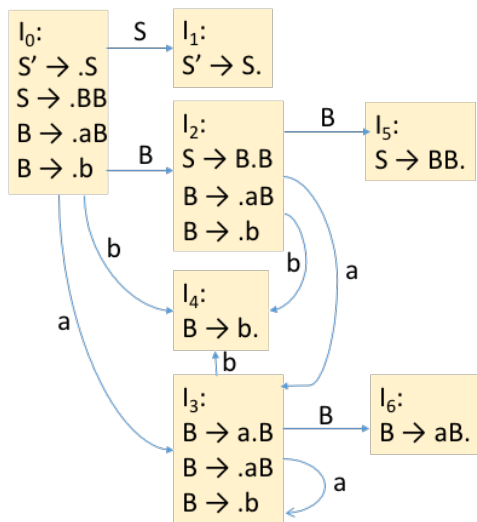 I₀:
S′ → .S
S → .BB
B → .aB
B → .b
S
I₁:
S′ → S.
B
I₂:
S → B.B
B → .aB
B → .b
B
I₅:
S → BB.
b
b
a
I₄:
B → b.
a
b
I₃:
B → a.B
B → .aB
B → .b
B
I₆:
B → aB.
a